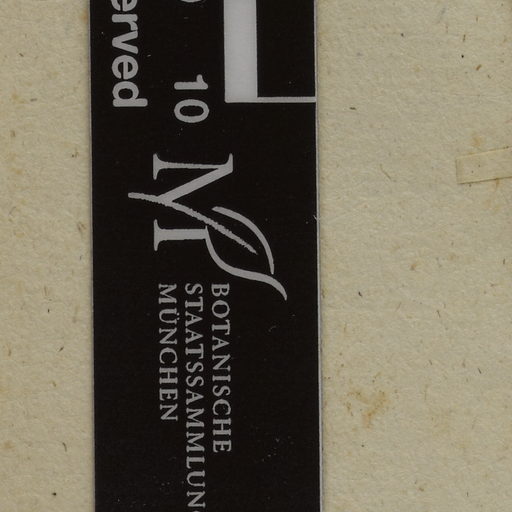 erved
10
BOTANISCHE
STAATSSAMMLUN
MÜNCHEN